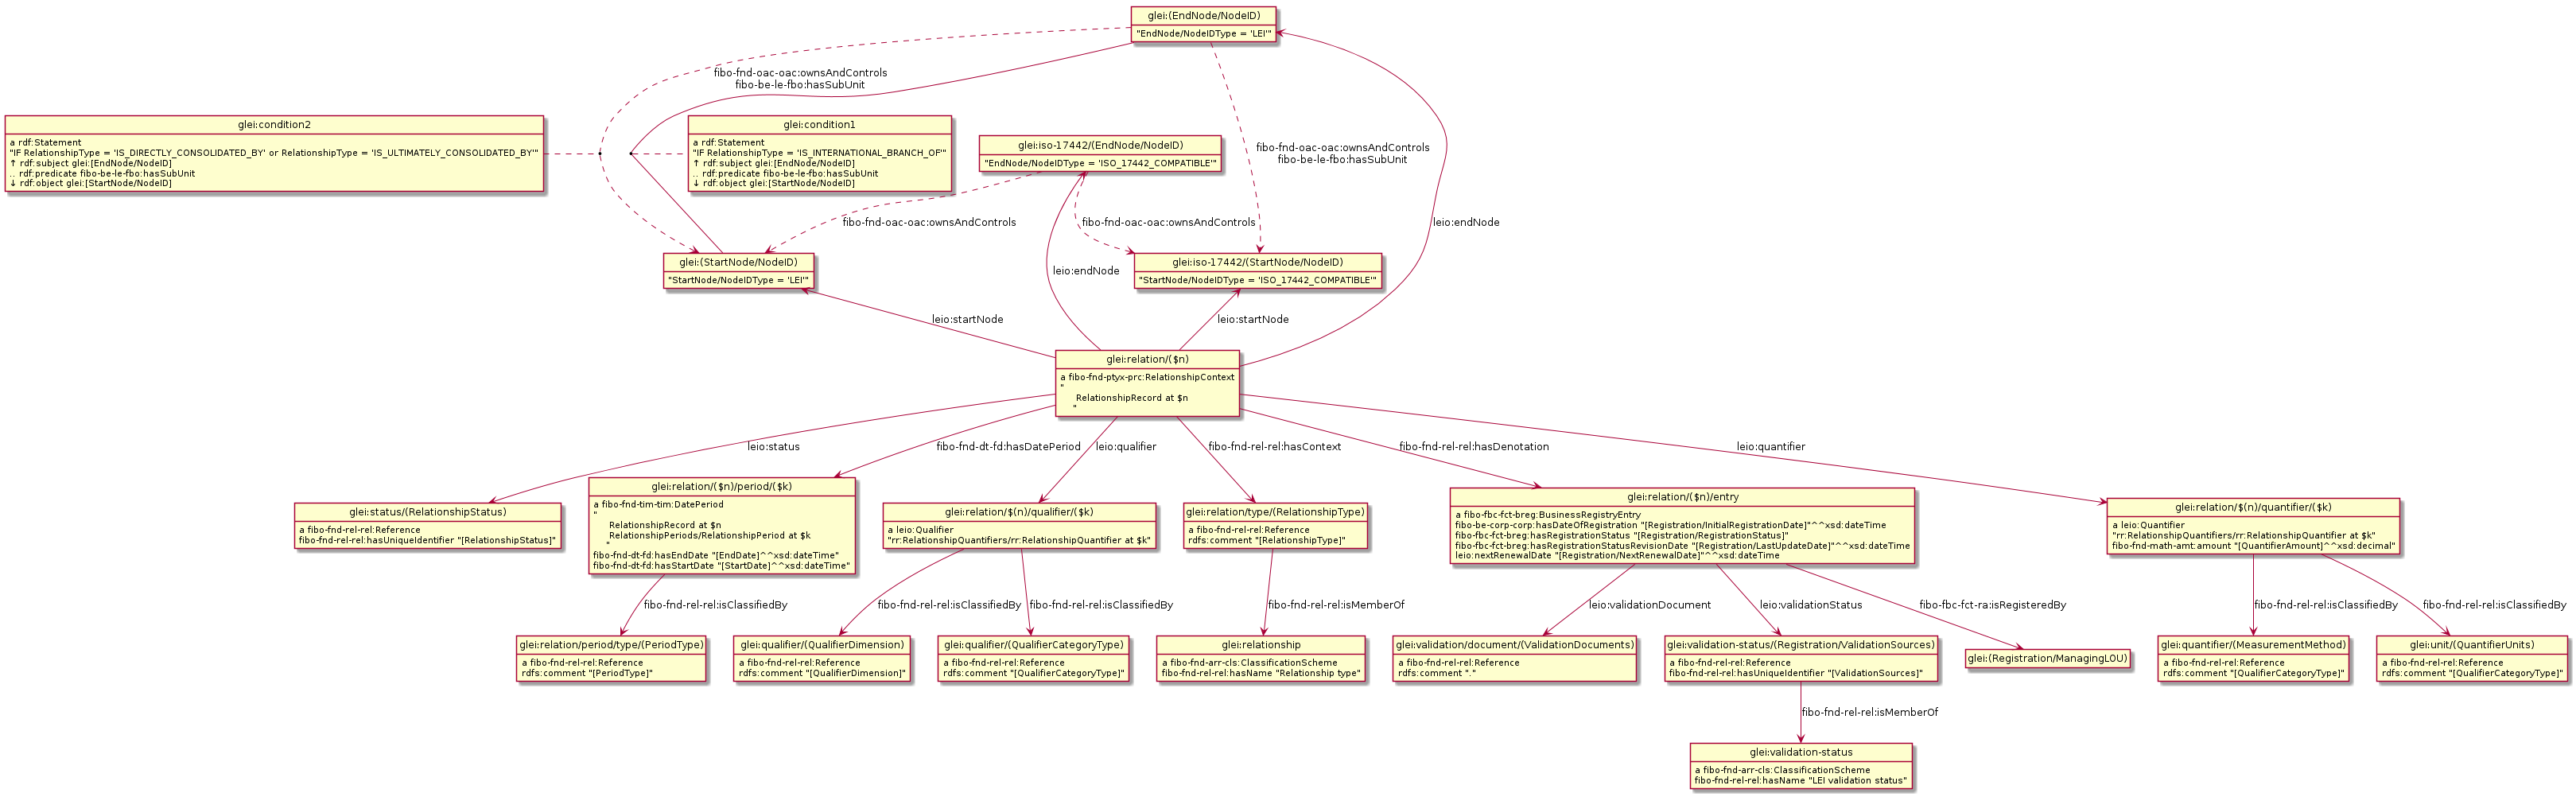 glei:(EndNode/NodeID)
"EndNode/NodeIDType = 'LEI'"
fibo-fnd-oac-oac:ownsAndControls
fibo-be-le-fbo:hasSubUnit
glei:condition2
a rdf:Statement
"IF RelationshipType = 'IS_DIRECTLY_CONSOLIDATED_BY' or RelationshipType = 'IS_ULTIMATELY_CONSOLIDATED_BY'"
↑ rdf:subject glei:[EndNode/NodeID]
.. rdf:predicate fibo-be-le-fbo:hasSubUnit
↓ rdf:object glei:[StartNode/NodeID]
glei:condition1
a rdf:Statement
"IF RelationshipType = 'IS_INTERNATIONAL_BRANCH_OF'"
↑ rdf:subject glei:[EndNode/NodeID]
.. rdf:predicate fibo-be-le-fbo:hasSubUnit
↓ rdf:object glei:[StartNode/NodeID]
glei:iso-17442/(EndNode/NodeID)
"EndNode/NodeIDType = 'ISO_17442_COMPATIBLE'"
fibo-fnd-oac-oac:ownsAndControls
fibo-be-le-fbo:hasSubUnit
fibo-fnd-oac-oac:ownsAndControls
fibo-fnd-oac-oac:ownsAndControls
leio:endNode
glei:(StartNode/NodeID)
"StartNode/NodeIDType = 'LEI'"
leio:endNode
glei:iso-17442/(StartNode/NodeID)
"StartNode/NodeIDType = 'ISO_17442_COMPATIBLE'"
leio:startNode
leio:startNode
glei:relation/($n)
a fibo-fnd-ptyx-prc:RelationshipContext
"
RelationshipRecord at $n
"
leio:status
fibo-fnd-dt-fd:hasDatePeriod
leio:qualifier
fibo-fnd-rel-rel:hasContext
fibo-fnd-rel-rel:hasDenotation
leio:quantifier
glei:status/(RelationshipStatus)
a fibo-fnd-rel-rel:Reference
fibo-fnd-rel-rel:hasUniqueIdentifier "[RelationshipStatus]"
glei:relation/($n)/period/($k)
a fibo-fnd-tim-tim:DatePeriod
"
RelationshipRecord at $n
RelationshipPeriods/RelationshipPeriod at $k
"
fibo-fnd-dt-fd:hasEndDate "[EndDate]^^xsd:dateTime"
fibo-fnd-dt-fd:hasStartDate "[StartDate]^^xsd:dateTime"
glei:relation/$(n)/qualifier/($k)
a leio:Qualifier
"rr:RelationshipQuantifiers/rr:RelationshipQuantifier at $k"
glei:relation/type/(RelationshipType)
a fibo-fnd-rel-rel:Reference
rdfs:comment "[RelationshipType]"
glei:relation/($n)/entry
a fibo-fbc-fct-breg:BusinessRegistryEntry
fibo-be-corp-corp:hasDateOfRegistration "[Registration/InitialRegistrationDate]"^^xsd:dateTime
fibo-fbc-fct-breg:hasRegistrationStatus "[Registration/RegistrationStatus]"
fibo-fbc-fct-breg:hasRegistrationStatusRevisionDate "[Registration/LastUpdateDate]"^^xsd:dateTime
leio:nextRenewalDate "[Registration/NextRenewalDate]"^^xsd:dateTime
glei:relation/$(n)/quantifier/($k)
a leio:Quantifier
"rr:RelationshipQuantifiers/rr:RelationshipQuantifier at $k"
fibo-fnd-math-amt:amount "[QuantifierAmount]^^xsd:decimal"
fibo-fnd-rel-rel:isClassifiedBy
fibo-fnd-rel-rel:isClassifiedBy
fibo-fnd-rel-rel:isClassifiedBy
fibo-fnd-rel-rel:isMemberOf
leio:validationDocument
leio:validationStatus
fibo-fbc-fct-ra:isRegisteredBy
fibo-fnd-rel-rel:isClassifiedBy
fibo-fnd-rel-rel:isClassifiedBy
glei:relation/period/type/(PeriodType)
a fibo-fnd-rel-rel:Reference
rdfs:comment "[PeriodType]"
glei:qualifier/(QualifierDimension)
a fibo-fnd-rel-rel:Reference
rdfs:comment "[QualifierDimension]"
glei:qualifier/(QualifierCategoryType)
a fibo-fnd-rel-rel:Reference
rdfs:comment "[QualifierCategoryType]"
glei:relationship
a fibo-fnd-arr-cls:ClassificationScheme
fibo-fnd-rel-rel:hasName "Relationship type"
glei:validation/document/(ValidationDocuments)
a fibo-fnd-rel-rel:Reference
rdfs:comment "."
glei:validation-status/(Registration/ValidationSources)
a fibo-fnd-rel-rel:Reference
fibo-fnd-rel-rel:hasUniqueIdentifier "[ValidationSources]"
glei:(Registration/ManagingLOU)
glei:quantifier/(MeasurementMethod)
a fibo-fnd-rel-rel:Reference
rdfs:comment "[QualifierCategoryType]"
glei:unit/(QuantifierUnits)
a fibo-fnd-rel-rel:Reference
rdfs:comment "[QualifierCategoryType]"
fibo-fnd-rel-rel:isMemberOf
glei:validation-status
a fibo-fnd-arr-cls:ClassificationScheme
fibo-fnd-rel-rel:hasName "LEI validation status"